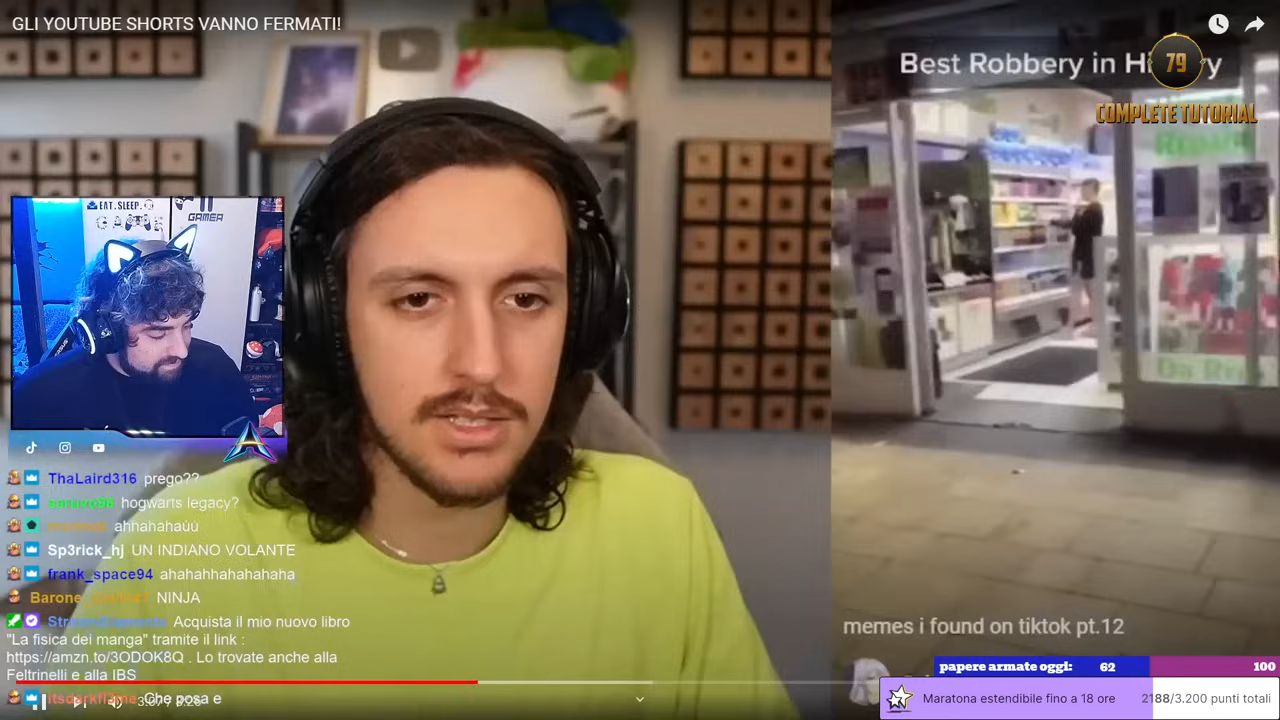 GLI YOUTUBE SHORTS VANNO FERMATI!
Best Robbery in
79
COMPLETE TUTORIAL
EAT. SLEEP.
GAMER
ThaLaird316 prego??
hogwarts legacy?
ahhahahaùù
Sp3rick_hj UN INDIANO VOLANTE
frank_space94 ahahahhahahahaha
NINJA
Acquista il mio nuovo libro
"La fisica dei manga" tramite il link :
https://amzn.to/3ODOK8Q . Lo trovate anche alla
Feltrinelli e alla IBS
itsdarkfl3me Che posa e
memes i found on tiktok pt.12
papere armate oggi: 62 100
Maratona estendibile fino a 18 ore 2188/3.200 punti totali